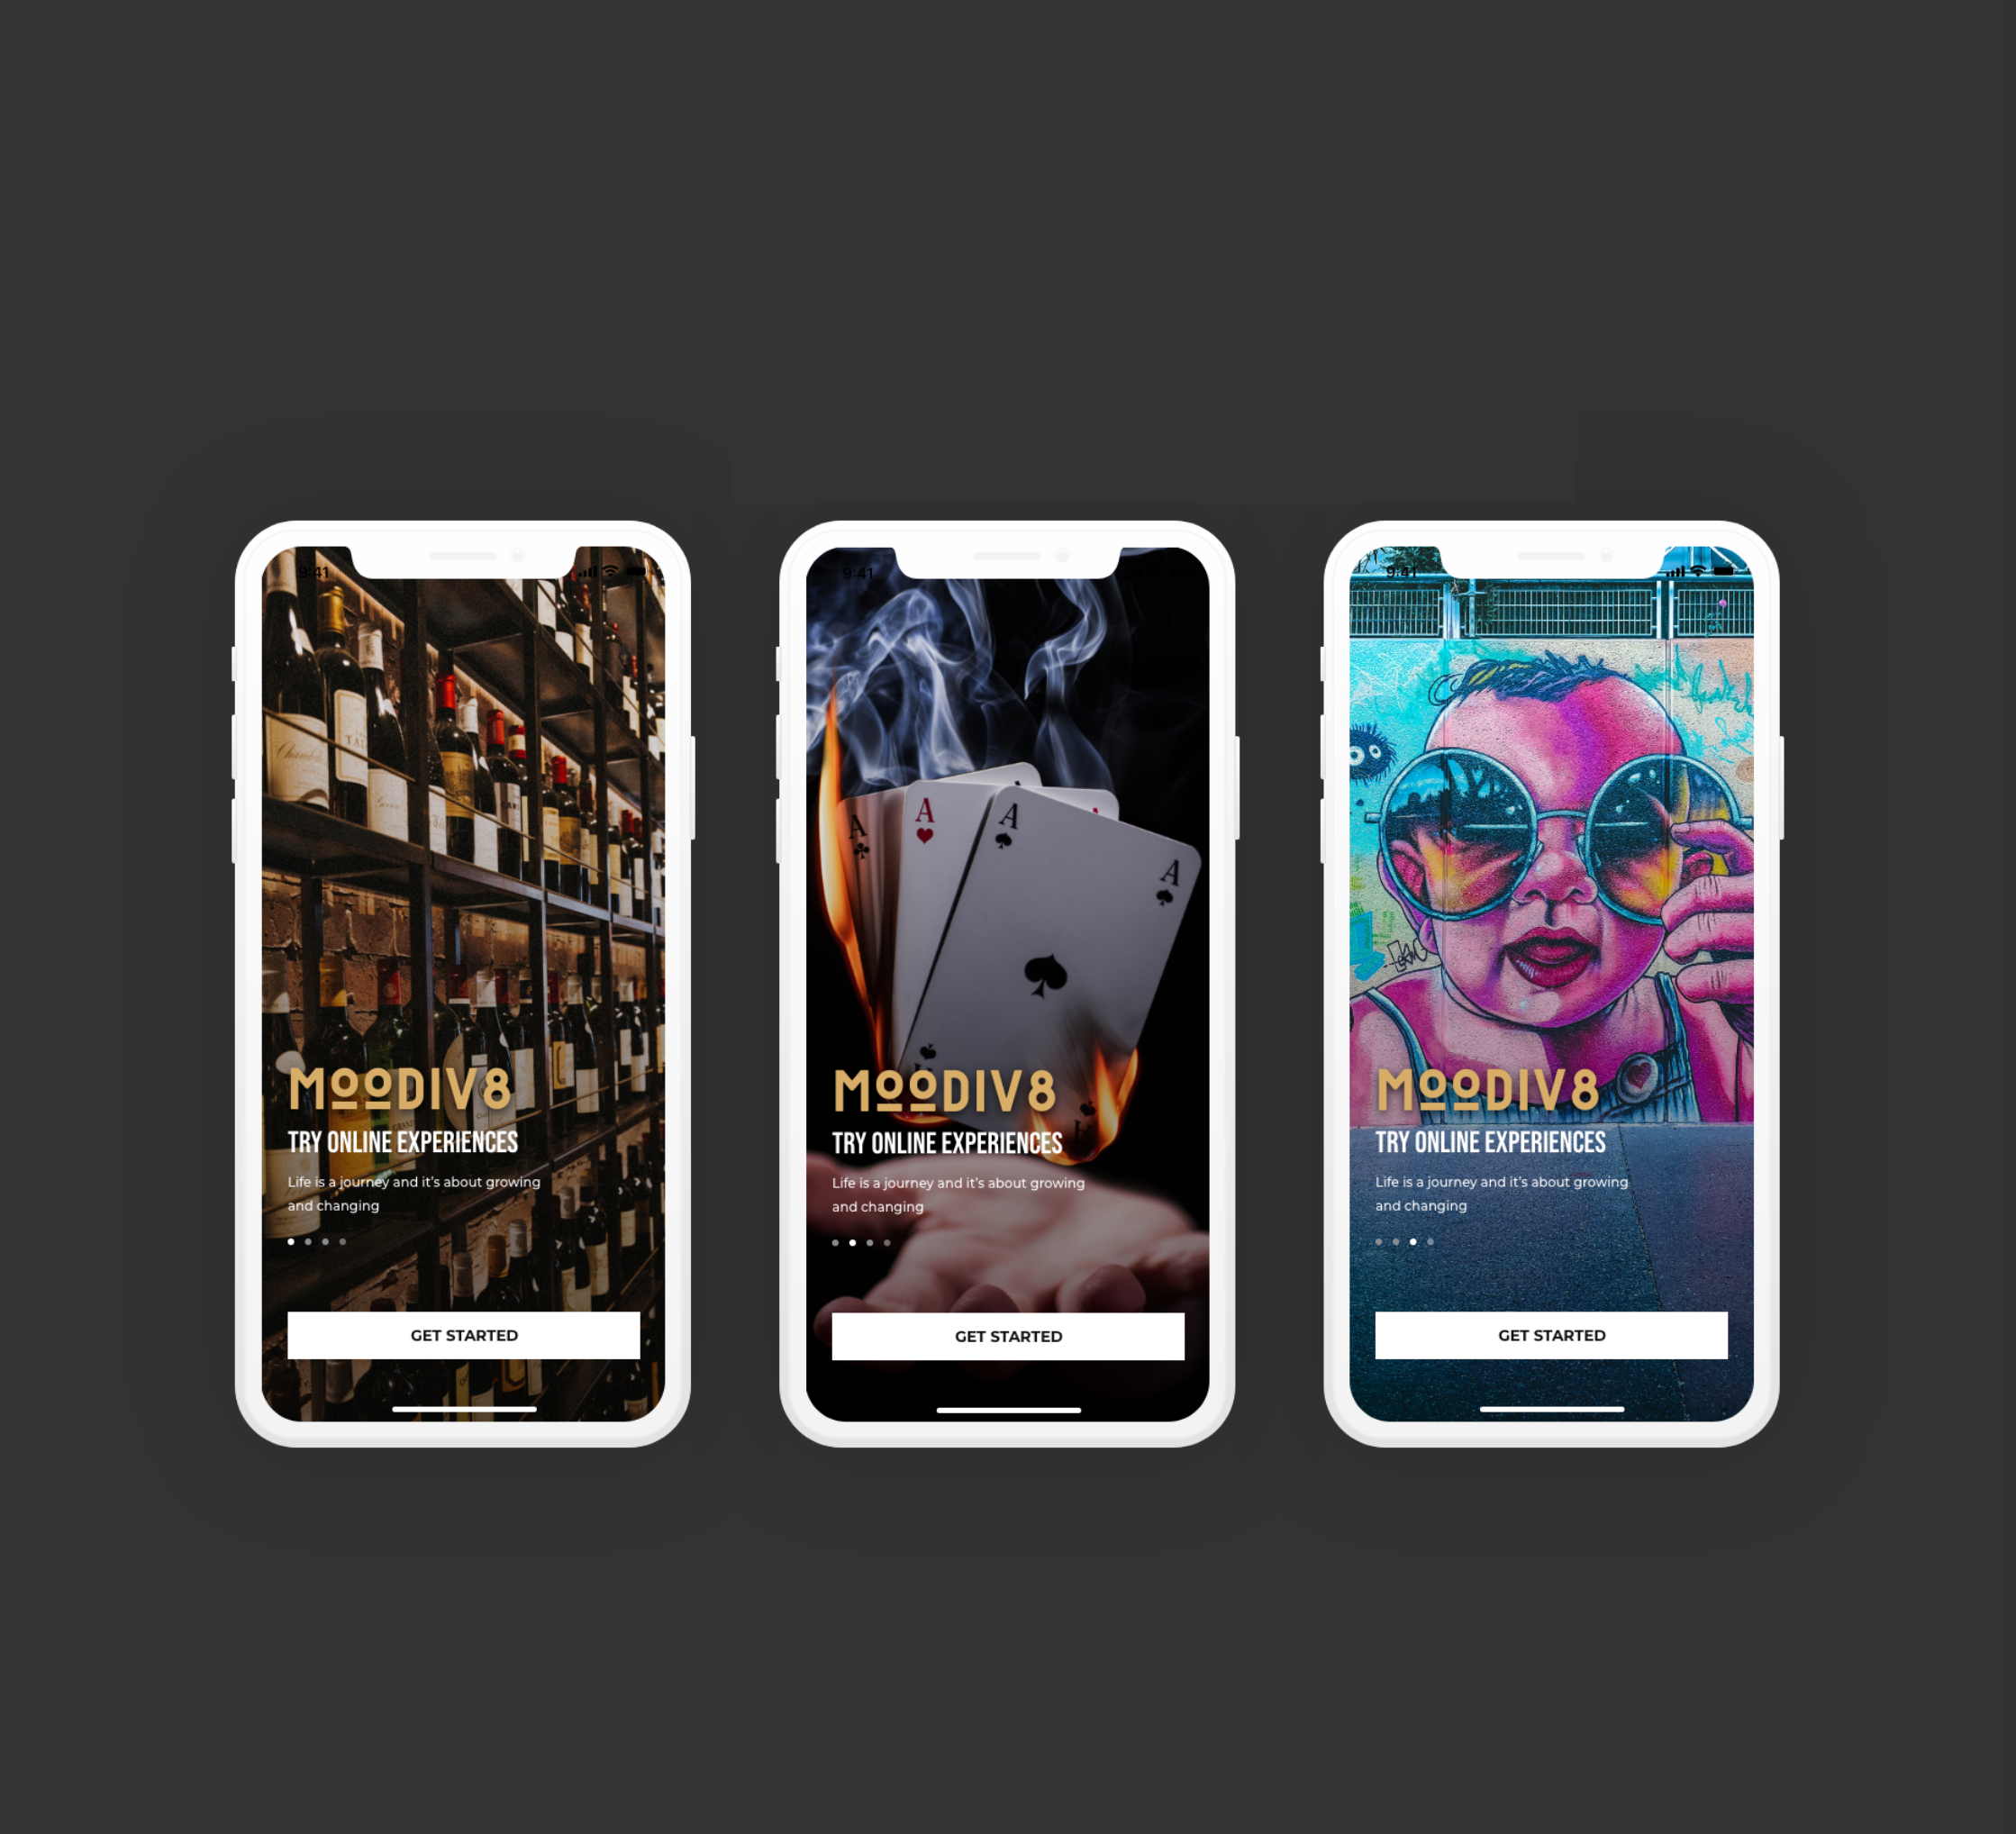 9:41
MOODIV8
TRY ONLINE EXPERIENCES
Life is a journey and it's about growing
and changing
GET STARTED
9:41
A
A
A
A
MOODIV8
TRY ONLINE EXPERIENCES
Life is a journey and it's about growing
and changing
GET STARTED
9:41
MOODIV8
TRY ONLINE EXPERIENCES
Life is a journey and it's about growing
and changing
GET STARTED